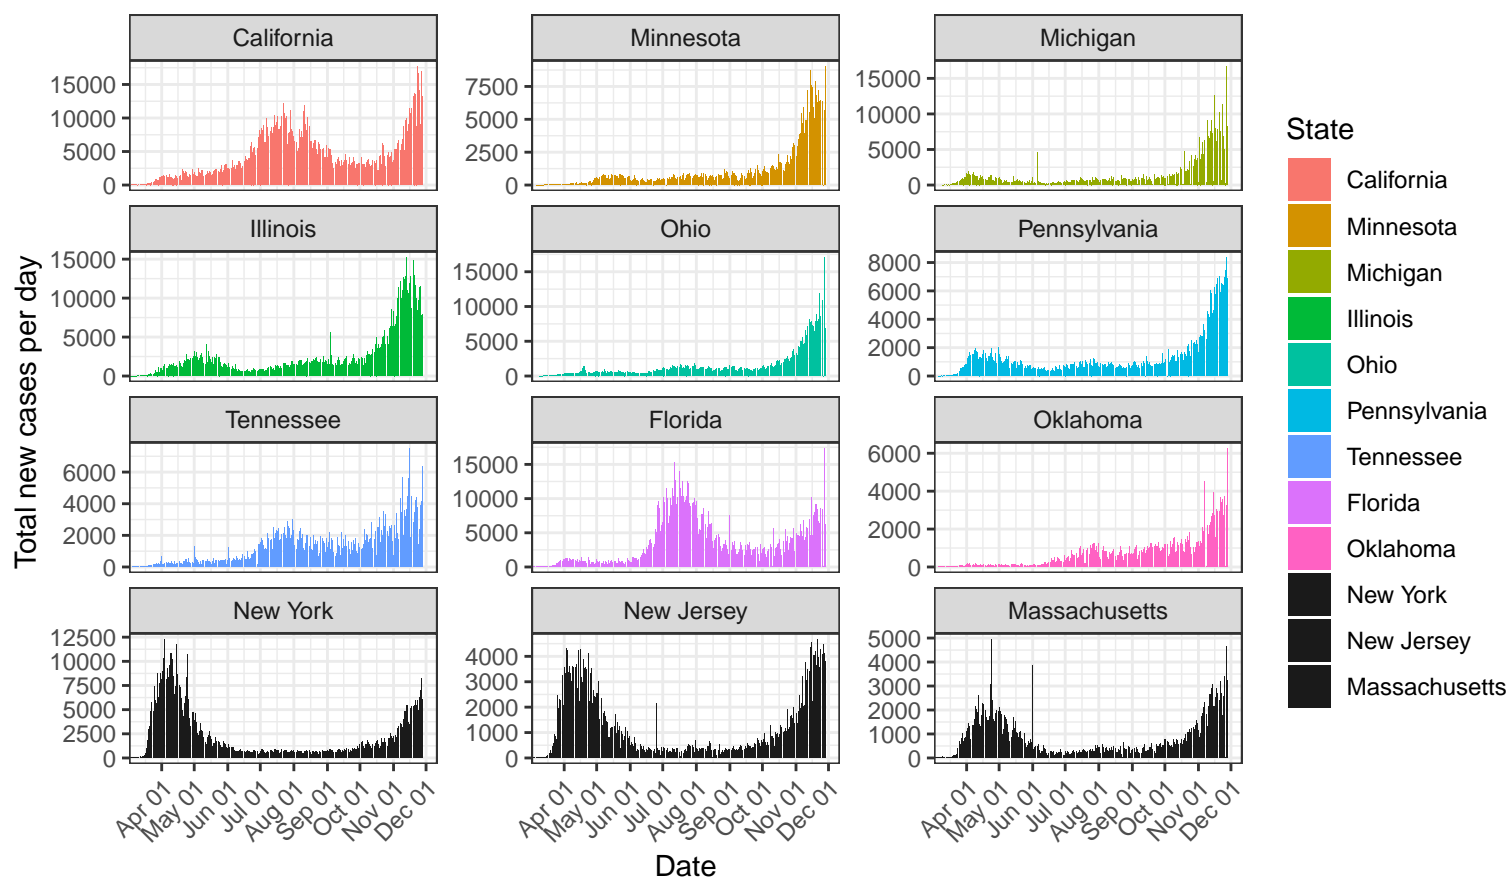 California
Minnesota
Michigan
15000
10000
5000
0
7500
5000
2500
0
15000
10000
5000
0
Illinois
Ohio
Pennsylvania
15000
10000
5000
0
15000
10000
5000
0
8000
6000
4000
2000
0
Tennessee
Florida
Oklahoma
6000
4000
2000
0
15000
10000
5000
0
6000
4000
2000
0
New York
New Jersey
Massachusetts
12500
10000
7500
5000
2500
0
4000
3000
2000
1000
0
5000
4000
3000
2000
1000
0
Apr 01
May 01
Jun 01
Jul 01
Aug 01
Sep 01
Oct 01
Nov 01
Dec 01
Apr 01
May 01
Jun 01
Jul 01
Aug 01
Sep 01
Oct 01
Nov 01
Dec 01
Apr 01
May 01
Jun 01
Jul 01
Aug 01
Sep 01
Oct 01
Nov 01
Dec 01
Date
Total new cases per day
State
California
Minnesota
Michigan
Illinois
Ohio
Pennsylvania
Tennessee
Florida
Oklahoma
New York
New Jersey
Massachusetts